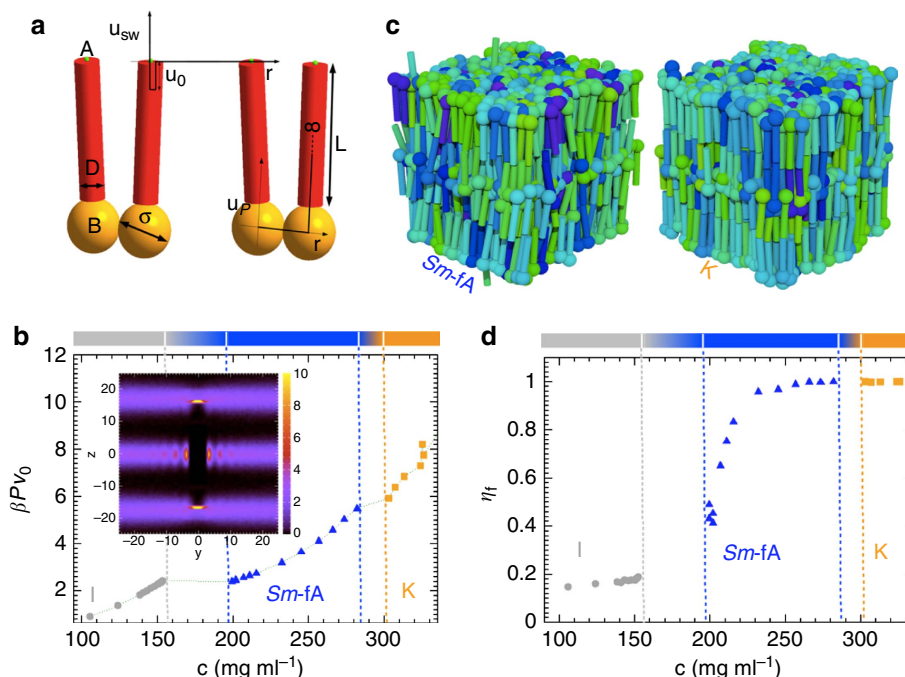 a
u_sw
A
u_0
r
D
L
8
u_P
B
σ
r
c
Sm-fA
K
b
12
10
8
6
4
2
βPv_0
20
10
0
−10
−20
z
−20 −10 0 10 20
y
10
8
6
4
2
0
I
Sm-fA
K
100 150 200 250 300
c (mg ml⁻¹)
d
1
0.8
0.6
0.4
0.2
0
η_f
I
Sm-fA
K
100 150 200 250 300
c (mg ml⁻¹)